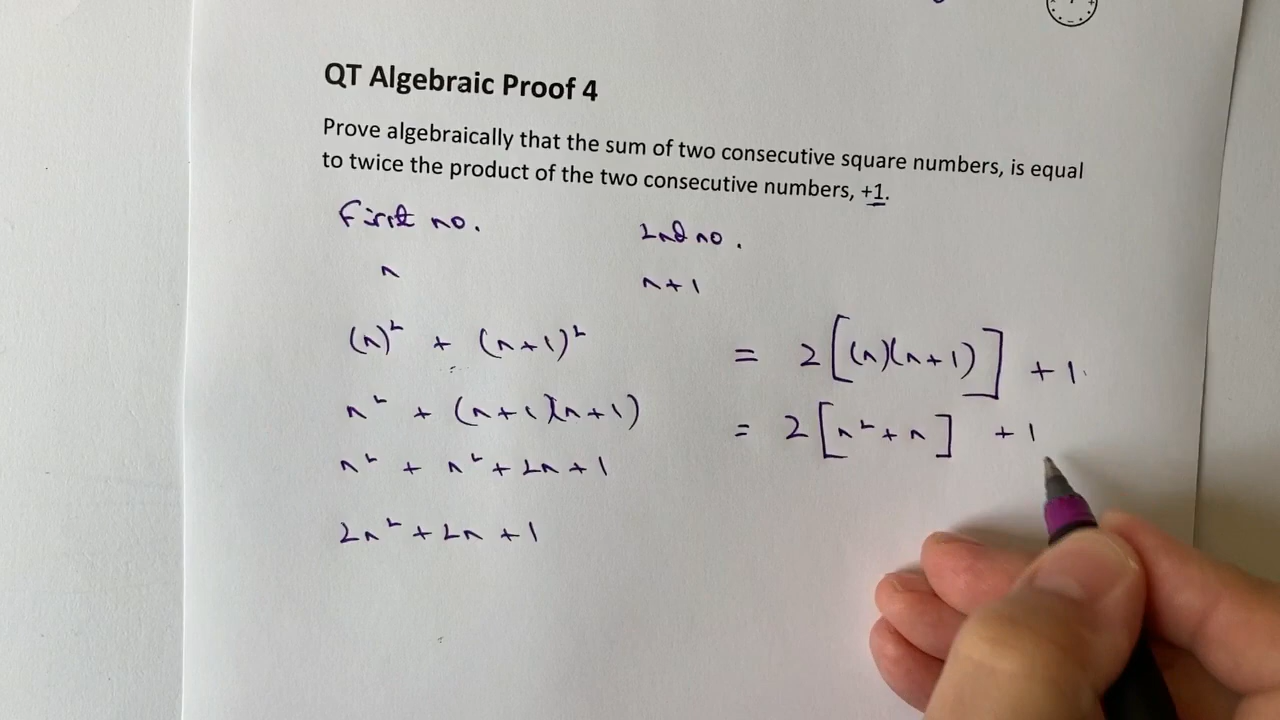 QT Algebraic Proof 4
Prove algebraically that the sum of two consecutive square numbers, is equal
to twice the product of the two consecutive numbers, +1.
First no. 2nd no.
n n+1
(n)² + (n+1)² = 2[(n)(n+1)] + 1
n² + (n+1)(n+1) = 2[n² + n] + 1
n² + n² + 2n + 1
2n² + 2n + 1